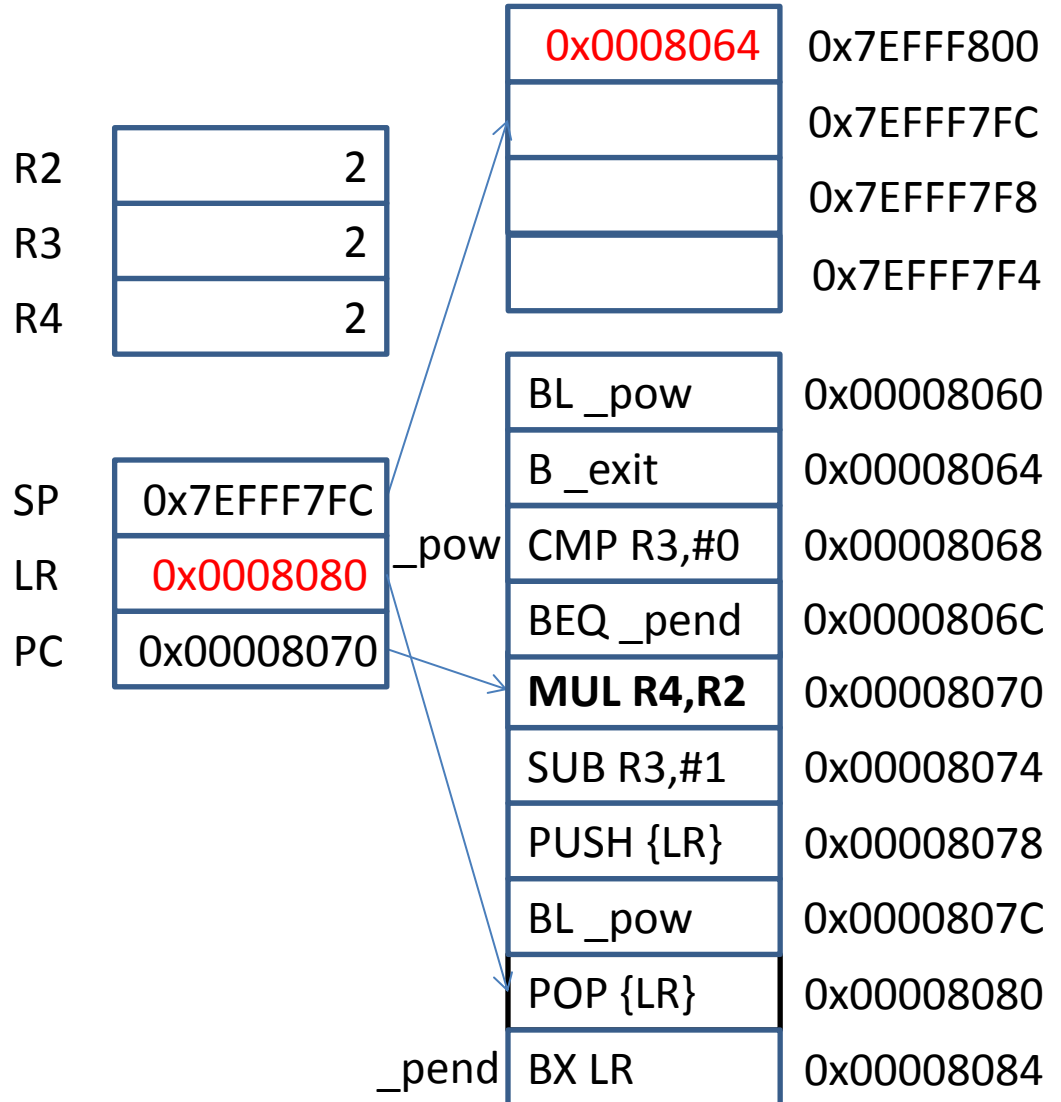 0x0008064 0x7EFFF800
0x7EFFF7FC
R2 2
0x7EFFF7F8
R3 2
0x7EFFF7F4
R4 2
BL _pow 0x00008060
SP 0x7EFFF7FC
B _exit 0x00008064
LR 0x0008080
_pow CMP R3,#0 0x00008068
PC 0x00008070
BEQ _pend 0x0000806C
MUL R4,R2 0x00008070
SUB R3,#1 0x00008074
PUSH {LR} 0x00008078
BL _pow 0x0000807C
POP {LR} 0x00008080
_pend BX LR 0x00008084